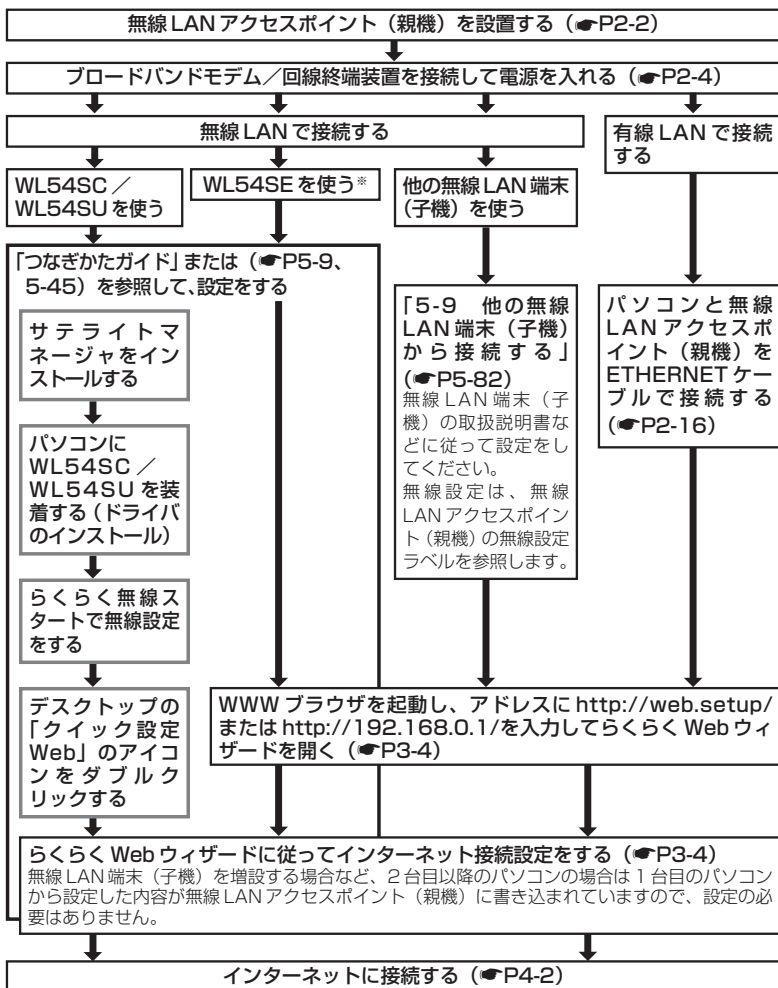 無線LANアクセスポイント（親機）を設置する（☛P2-2）
ブロードバンドモデム／回線終端装置を接続して電源を入れる（☛P2-4）
無線LANで接続する
有線LANで接続
する
WL54SC／
WL54SUを使う
WL54SEを使う※
他の無線LAN端末
（子機）を使う
「つなぎかたガイド」または（☛P5-9、
5-45）を参照して、設定をする
サテライトマ
ネージャをイン
ストールする
パソコンに
WL54SC／
WL54SUを装
着する（ドライバ
のインストール）
らくらく無線ス
タートで無線設定
をする
デスクトップの
「クイック設定
Web」のアイコ
ンをダブルク
リックする
「5-9　他の無線
LAN端末（子機）
から接続する」
（☛P5-82）
無線LAN端末（子
機）の取扱説明書な
どに従って設定をし
てください。
無線設定は、無線
LANアクセスポイン
ト（親機）の無線設定
ラベルを参照します。
パソコンと無線
LANアクセスポ
イント（親機）を
ETHERNETケー
ブルで接続する
（☛P2-16）
WWWブラウザを起動し、アドレスにhttp://web.setup/
またはhttp://192.168.0.1/を入力してらくらくWebウィ
ザードを開く（☛P3-4）
らくらくWebウィザードに従ってインターネット接続設定をする（☛P3-4）
無線LAN端末（子機）を増設する場合など、2台目以降のパソコンの場合は1台目のパソコン
から設定した内容が無線LANアクセスポイント（親機）に書き込まれていますので、設定の必
要はありません。
インターネットに接続する（☛P4-2）